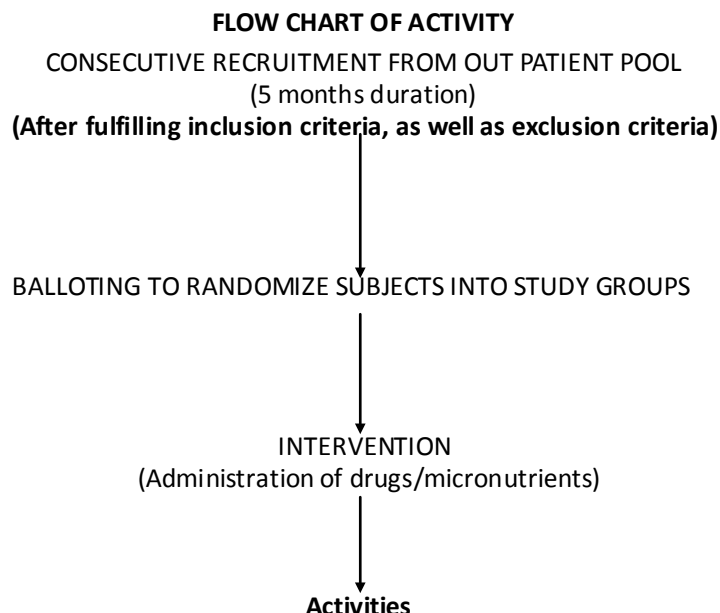 FLOW CHART OF ACTIVITY
CONSECUTIVE RECRUITMENT FROM OUT PATIENT POOL
(5 months duration)
(After fulfilling inclusion criteria, as well as exclusion criteria)
BALLOTING TO RANDOMIZE SUBJECTS INTO STUDY GROUPS
INTERVENTION
(Administration of drugs/micronutrients)
Activities